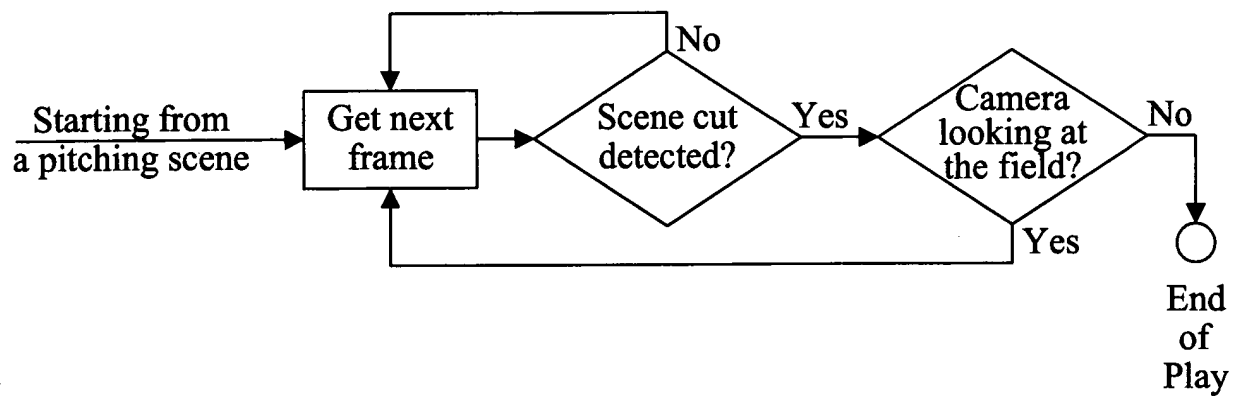 Starting from
a pitching scene
Get next
frame
No
Scene cut
detected?
Yes
Camera
looking at
the field?
No
Yes
End
of
Play